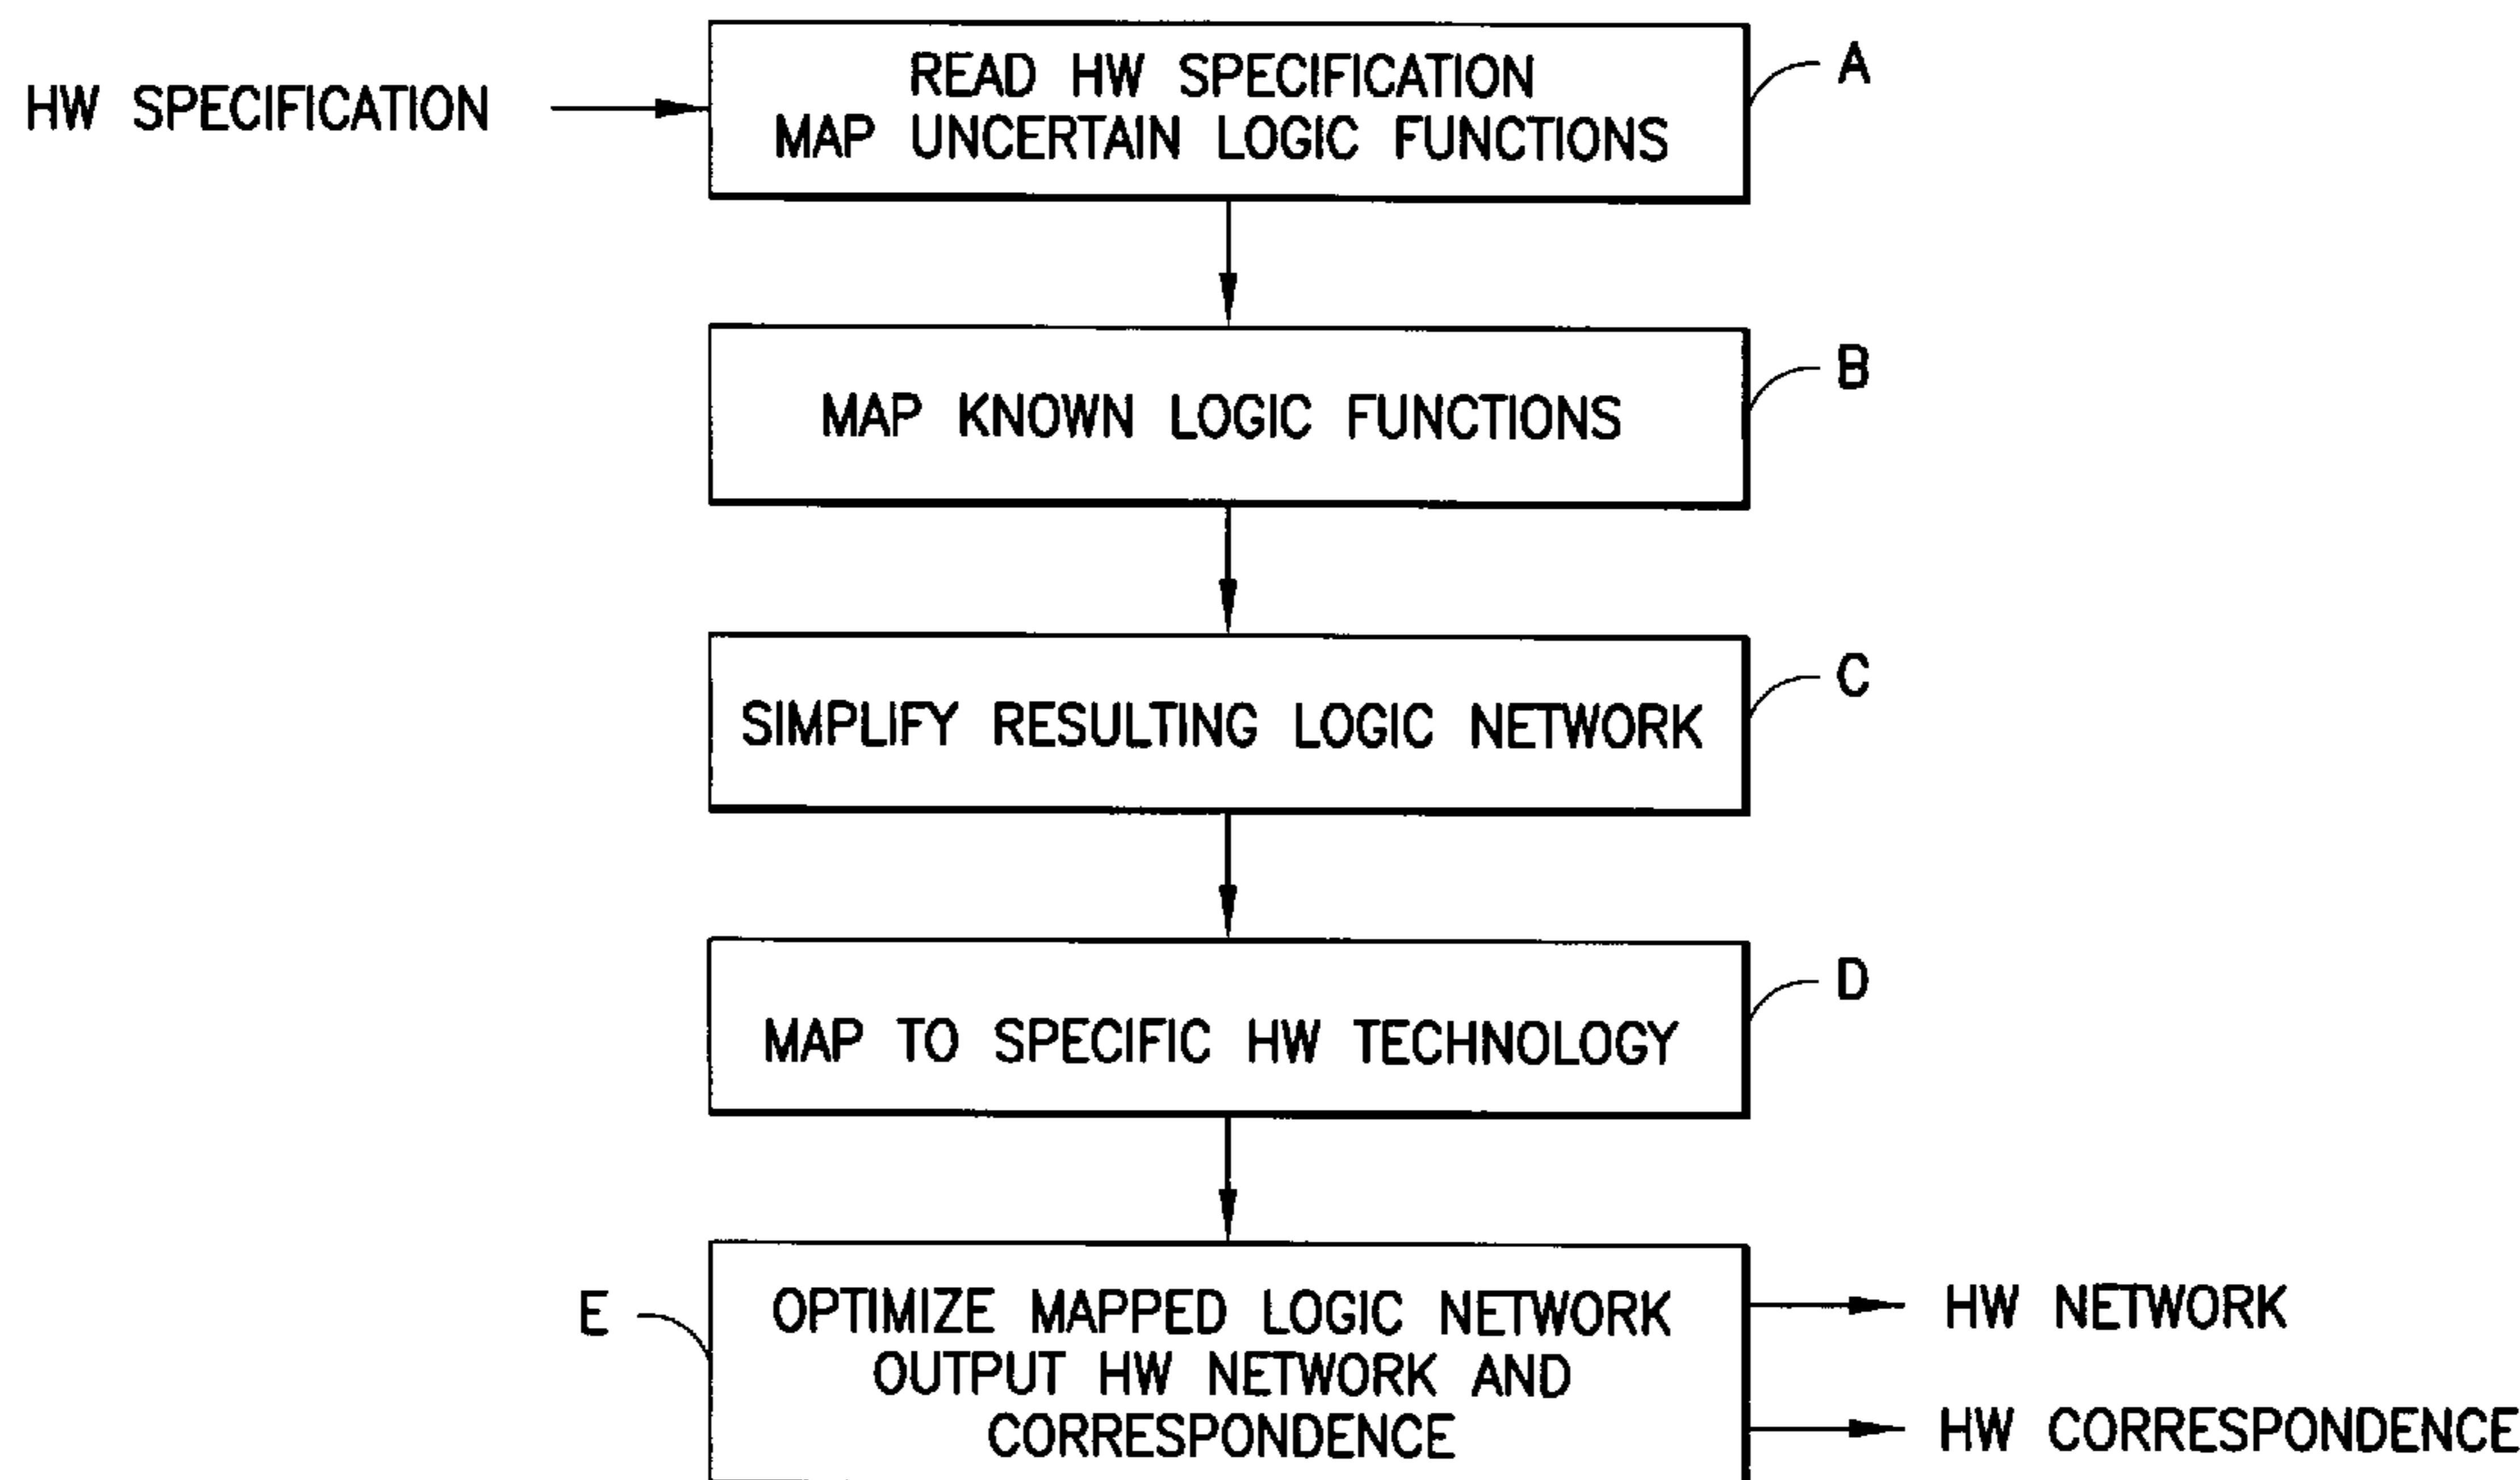 HW SPECIFICATION
READ HW SPECIFICATION
MAP UNCERTAIN LOGIC FUNCTIONS
A
MAP KNOWN LOGIC FUNCTIONS
B
SIMPLIFY RESULTING LOGIC NETWORK
C
MAP TO SPECIFIC HW TECHNOLOGY
D
E
OPTIMIZE MAPPED LOGIC NETWORK
OUTPUT HW NETWORK AND
CORRESPONDENCE
HW NETWORK
HW CORRESPONDENCE